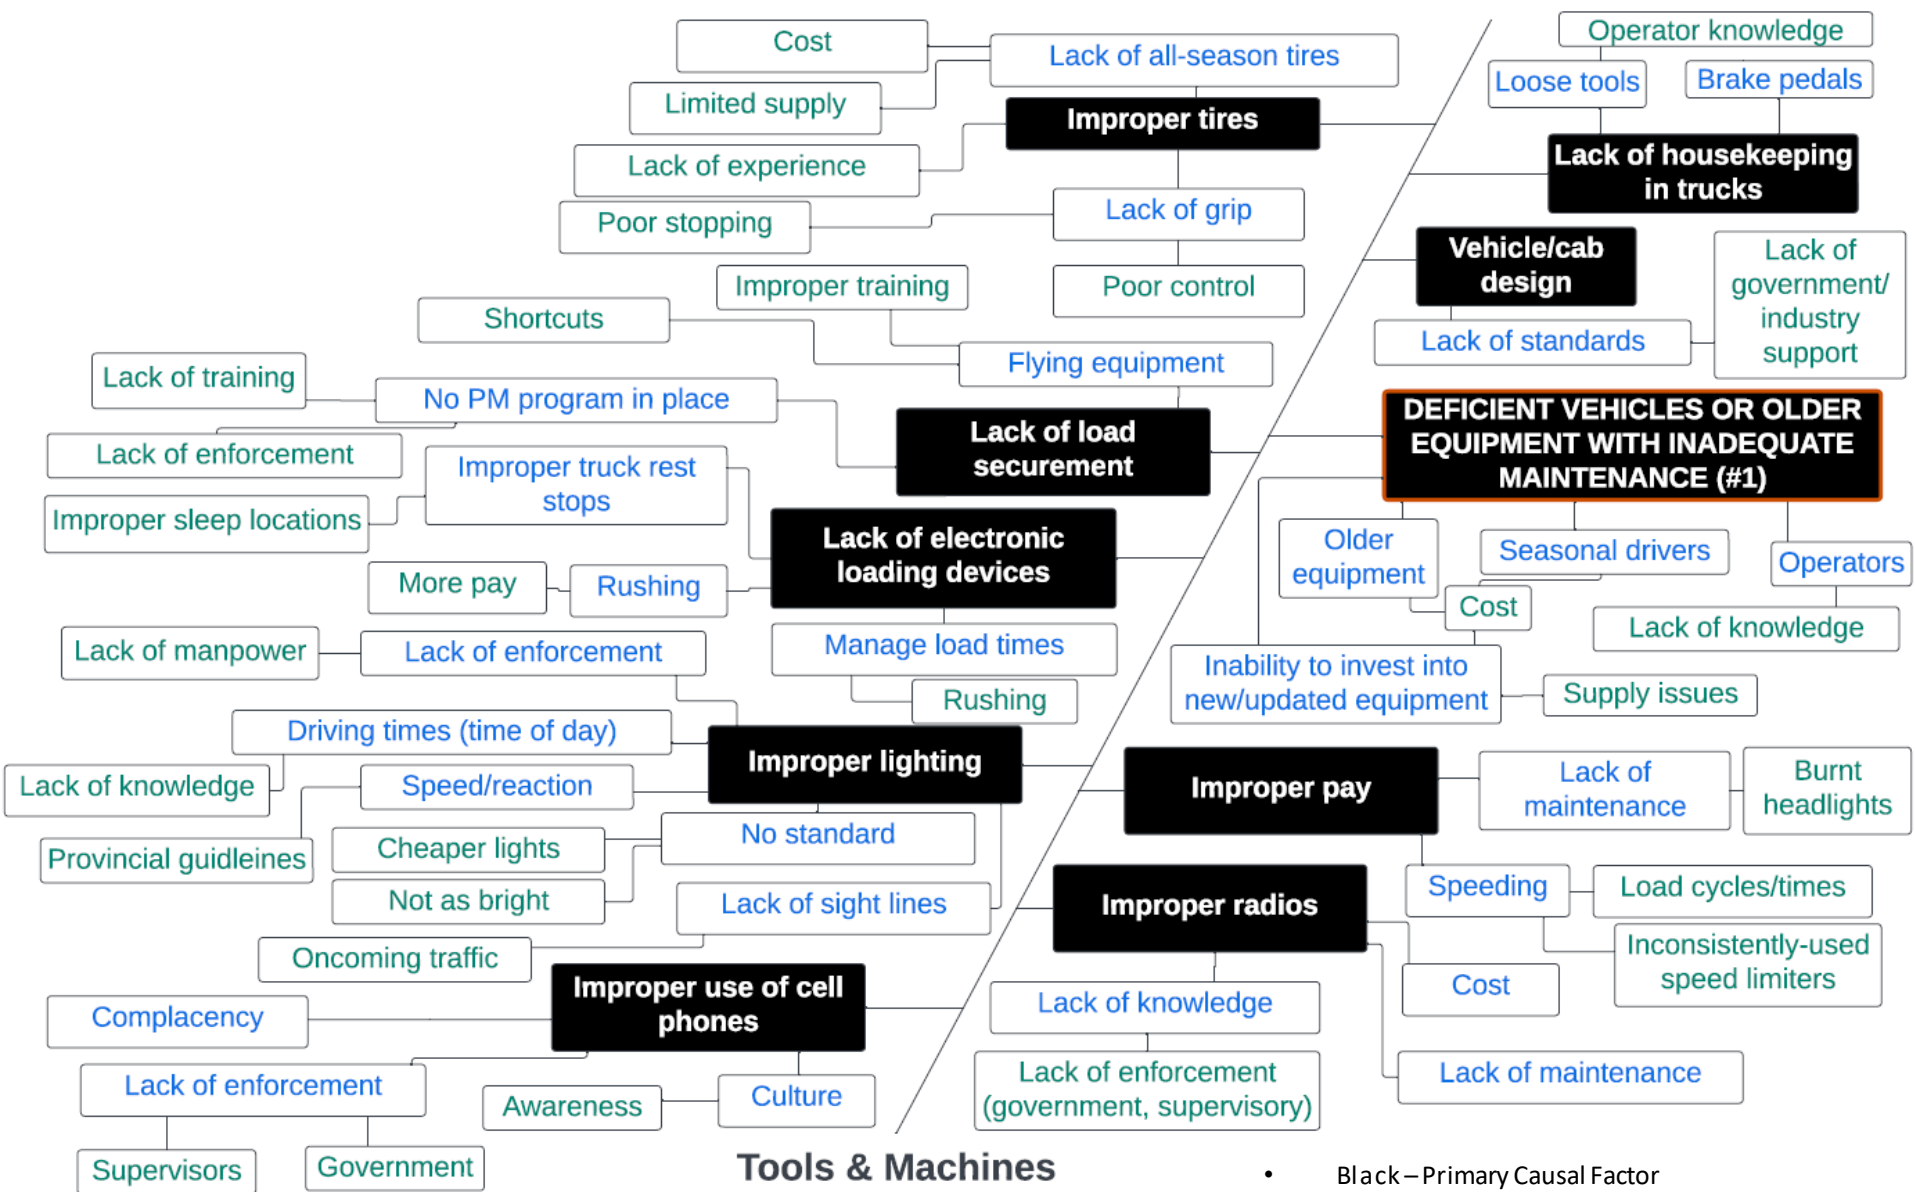 Cost
Lack of all-season tires
Limited supply
Improper tires
Lack of experience
Poor stopping
Lack of grip
Poor control
Improper training
Shortcuts
Flying equipment
Lack of training
No PM program in place
Lack of enforcement
Lack of load
securement
Improper truck rest
stops
Improper sleep locations
Lack of electronic
loading devices
More pay
Rushing
Manage load times
Rushing
Lack of manpower
Lack of enforcement
Driving times (time of day)
Improper lighting
Lack of knowledge
Speed/reaction
Provincial guidleines
No standard
Cheaper lights
Not as bright
Lack of sight lines
Oncoming traffic
Improper use of cell
phones
Complacency
Lack of enforcement
Awareness
Culture
Supervisors
Government
Operator knowledge
Loose tools
Brake pedals
Lack of housekeeping
in trucks
Vehicle/cab
design
Lack of
government/
industry
support
Lack of standards
DEFICIENT VEHICLES OR OLDER
EQUIPMENT WITH INADEQUATE
MAINTENANCE (#1)
Older
equipment
Seasonal drivers
Operators
Cost
Lack of knowledge
Inability to invest into
new/updated equipment
Supply issues
Improper pay
Lack of
maintenance
Burnt
headlights
Speeding
Load cycles/times
Inconsistently-used
speed limiters
Improper radios
Cost
Lack of knowledge
Lack of enforcement
(government, supervisory)
Lack of maintenance
Tools & Machines
• Black – Primary Causal Factor